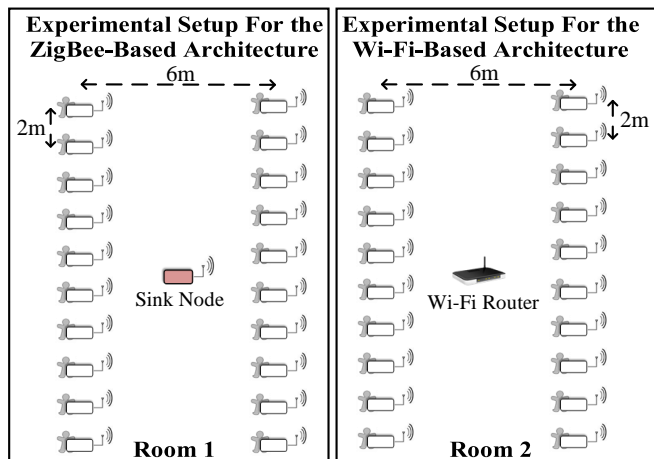 Experimental Setup For the
ZigBee-Based Architecture
6m
2m
Sink Node
Room 1
Experimental Setup For the
Wi-Fi-Based Architecture
6m
2m
Wi-Fi Router
Room 2